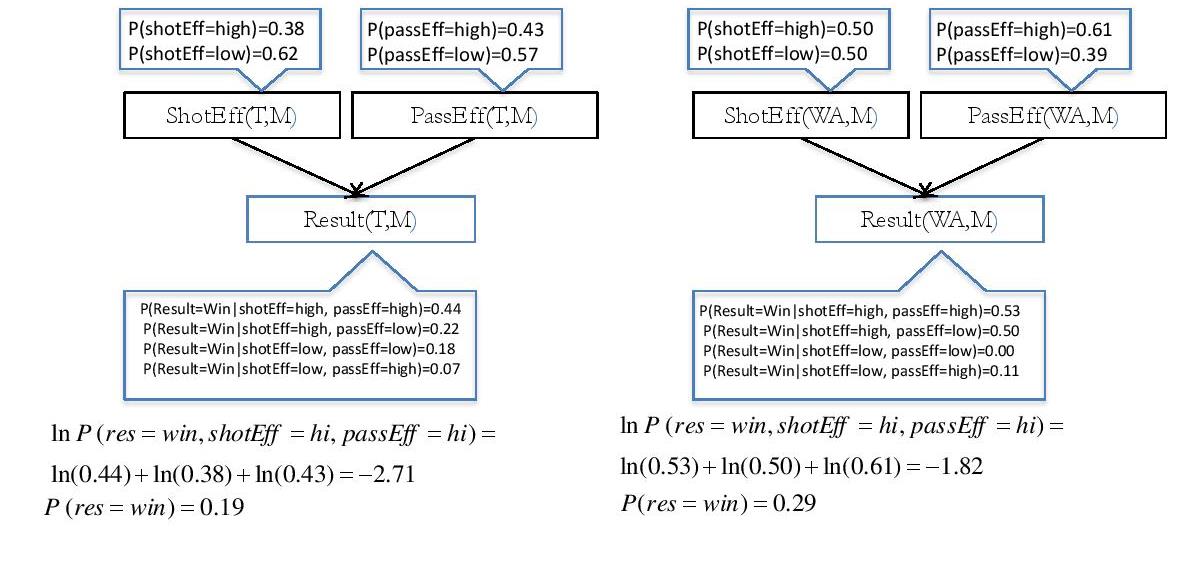 P(shotEff=high)=0.38
P(shotEff=low)=0.62
P(passEff=high)=0.43
P(passEff=low)=0.57
ShotEff(T,M)
PassEff(T,M)
Result(T,M)
P(Result=Win|shotEff=high, passEff=high)=0.44
P(Result=Win|shotEff=high, passEff=low)=0.22
P(Result=Win|shotEff=low, passEff=low)=0.18
P(Result=Win|shotEff=low, passEff=high)=0.07
ln P (res = win, shotEff = hi, passEff = hi) =
ln(0.44) + ln(0.38) + ln(0.43) = −2.71
P (res = win) = 0.19
P(shotEff=high)=0.50
P(shotEff=low)=0.50
P(passEff=high)=0.61
P(passEff=low)=0.39
ShotEff(WA,M)
PassEff(WA,M)
Result(WA,M)
P(Result=Win|shotEff=high, passEff=high)=0.53
P(Result=Win|shotEff=high, passEff=low)=0.50
P(Result=Win|shotEff=low, passEff=low)=0.00
P(Result=Win|shotEff=low, passEff=high)=0.11
ln P (res = win, shotEff = hi, passEff = hi) =
ln(0.53) + ln(0.50) + ln(0.61) = −1.82
P(res = win) = 0.29